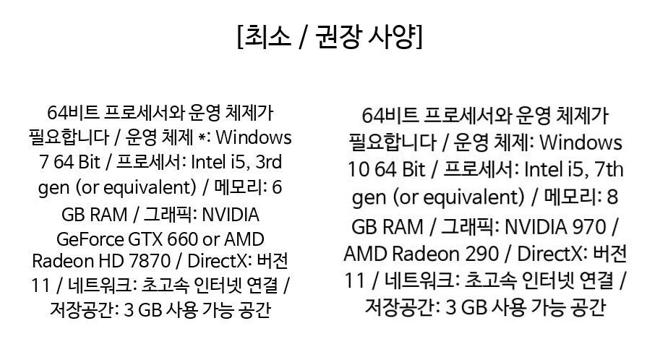 [최소 / 권장 사양]
64비트 프로세서와 운영 체제가
필요합니다 / 운영 체제 *: Windows
7 64 Bit / 프로세서: Intel i5, 3rd
gen (or equivalent) / 메모리: 6
GB RAM / 그래픽: NVIDIA
GeForce GTX 660 or AMD
Radeon HD 7870 / DirectX: 버전
11 / 네트워크: 초고속 인터넷 연결 /
저장공간: 3 GB 사용 가능 공간
64비트 프로세서와 운영 체제가
필요합니다 / 운영 체제: Windows
10 64 Bit / 프로세서: Intel i5, 7th
gen (or equivalent) / 메모리: 8
GB RAM / 그래픽: NVIDIA 970 /
AMD Radeon 290 / DirectX: 버전
11 / 네트워크: 초고속 인터넷 연결 /
저장공간: 3 GB 사용 가능 공간